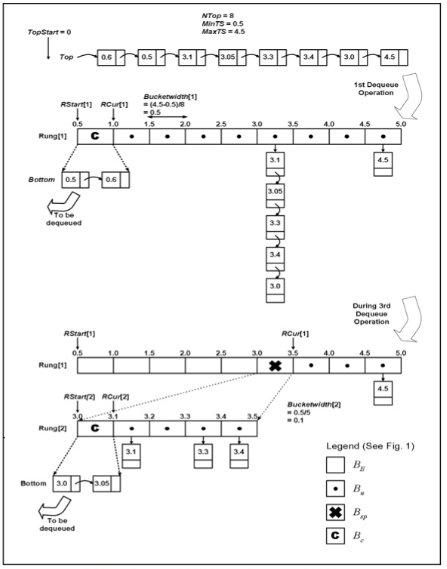 NTop = 8
MinTS = 0.5
MaxTS = 4.5
TopStart = 0
Top
0.6 0.5 3.1 3.05 3.3 3.4 3.0 4.5
1st Dequeue
Operation
Bucketwidth[1]
= (4.5-0.5)/8
= 0.5
RStart[1] RCur[1]
0.5 1.0 1.5 2.0 2.5 3.0 3.5 4.0 4.5 5.0
Rung[1] C
Bottom 0.5 0.6
To be
dequeued
3.1
3.05
3.3
3.4
3.0
4.5
During 3rd
Dequeue
Operation
RStart[1] RCur[1]
0.5 1.0 1.5 2.0 2.5 3.0 3.5 4.0 4.5 5.0
Rung[1]
4.5
RStart[2] RCur[2]
Bucketwidth[2]
= 0.5/5
= 0.1
3.0 3.1 3.2 3.3 3.4 3.5
Rung[2] C
3.1 3.3 3.4
Bottom 3.0 3.05
To be
dequeued
Legend (See Fig. 1)
B_E
B_u
B_sp
C B_c